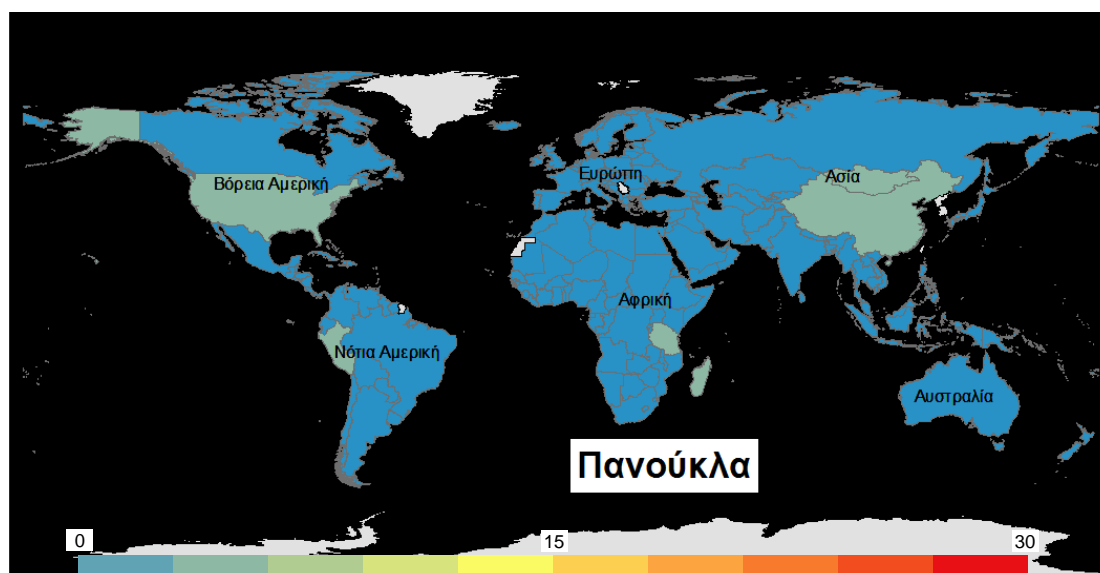 Βόρεια Αμερική
Ευρώπη
Ασία
Αφρική
Νότια Αμερική
Αυστραλία
Πανούκλα
0
15
30